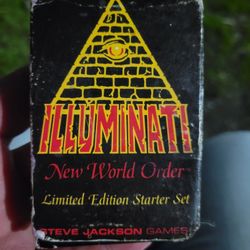 ILLUMINATI
New World Order
Limited Edition Starter Set
STEVE JACKSON GAMES